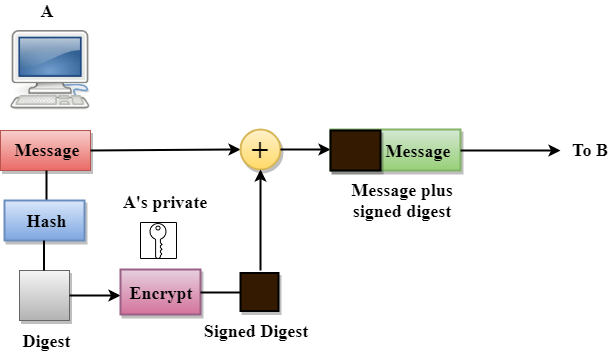 A
Message
+
Message
To B
Message plus
signed digest
Hash
A's private
Encrypt
Digest
Signed Digest